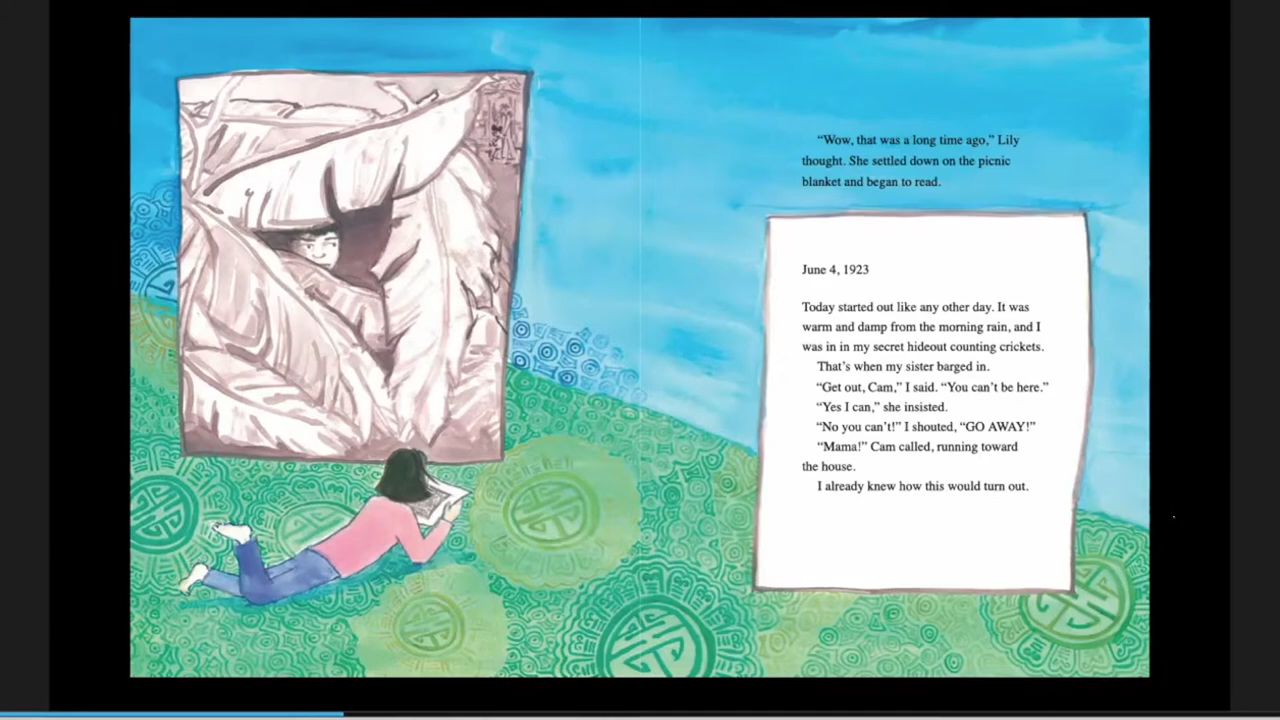 “Wow, that was a long time ago,” Lily
thought. She settled down on the picnic
blanket and began to read.
June 4, 1923
Today started out like any other day. It was
warm and damp from the morning rain, and I
was in in my secret hideout counting crickets.
That’s when my sister barged in.
“Get out, Cam,” I said. “You can’t be here.”
“Yes I can,” she insisted.
“No you can’t!” I shouted, “GO AWAY!”
“Mama!” Cam called, running toward
the house.
I already knew how this would turn out.